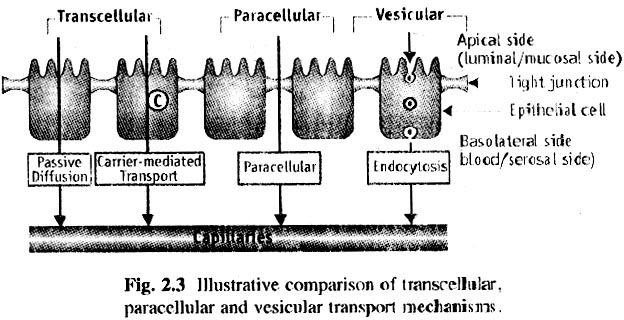 Transcellular
Paracellular
Vesicular
Apical side
(luminal/mucosal side)
Tight junction
C
Epithelial cell
Basolateral side
blood/serosal side)
Passive
Diffusion
Carrier-mediated
Transport
Paracellular
Endocytosis
Capillaries
Fig. 2.3 Illustrative comparison of transcellular,
paracellular and vesicular transport mechanisms.